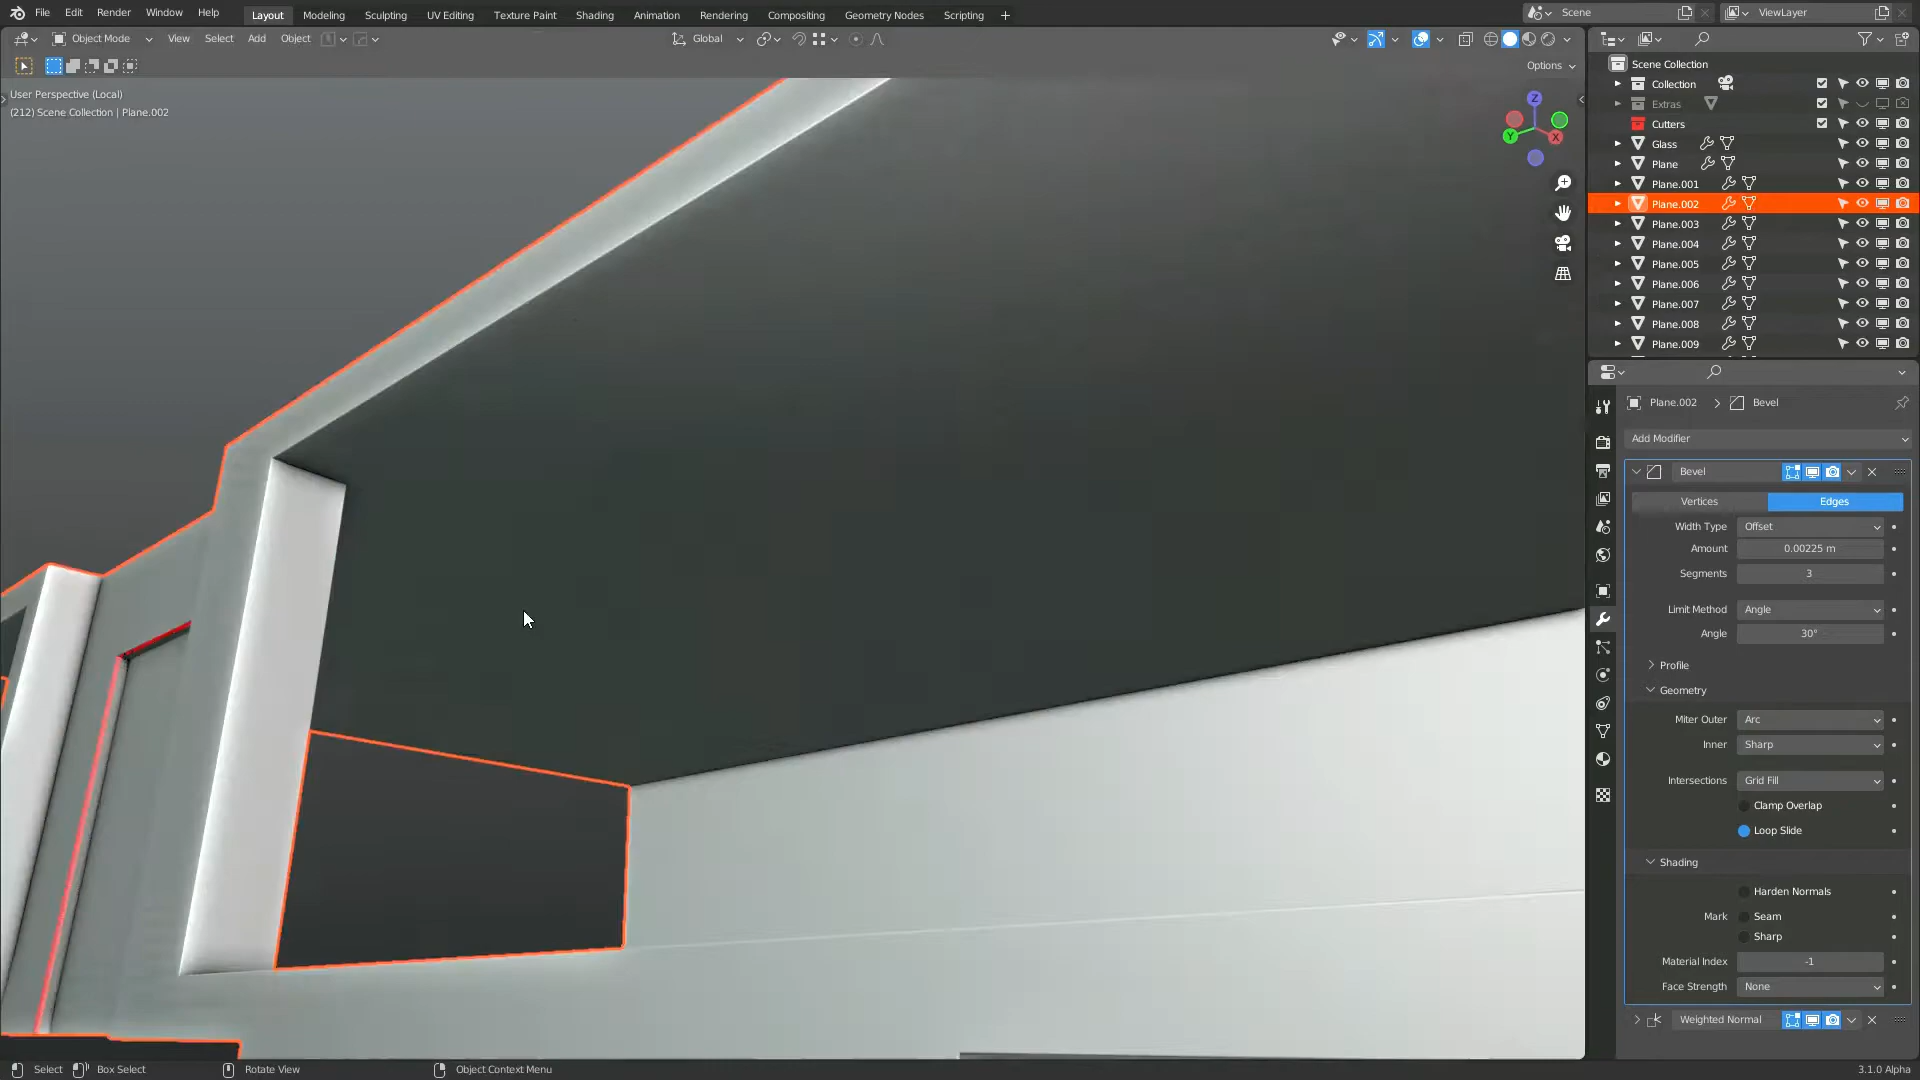 File Edit Render Window Help Layout Modeling Sculpting UV Editing Texture Paint Shading Animation Rendering Compositing Geometry Nodes Scripting + Scene ViewLayer
Object Mode View Select Add Object Global
Options
User Perspective (Local)
(212) Scene Collection | Plane.002
Z
Y
X
Scene Collection
Collection
Extras
Cutters
Glass
Plane
Plane.001
Plane.002
Plane.003
Plane.004
Plane.005
Plane.006
Plane.007
Plane.008
Plane.009
Plane.002 > Bevel
Add Modifier
Bevel
Vertices Edges
Width Type Offset
Amount 0.00225 m
Segments 3
Limit Method Angle
Angle 30°
Profile
Geometry
Miter Outer Arc
Inner Sharp
Intersections Grid Fill
Clamp Overlap
Loop Slide
Shading
Harden Normals
Mark Seam
Sharp
Material Index -1
Face Strength None
Weighted Normal
Select Box Select Rotate View Object Context Menu 3.1.0 Alpha